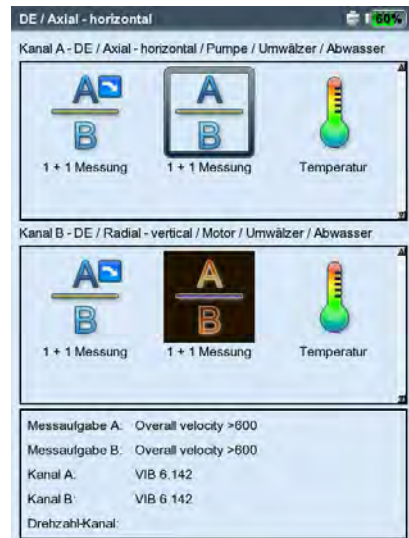 DE / Axial - horizontal 60%
Kanal A - DE / Axial - horizontal / Pumpe / Umwälzer / Abwasser
A B A B
1 + 1 Messung 1 + 1 Messung Temperatur
Kanal B - DE / Radial - vertical / Motor / Umwälzer / Abwasser
A B A B
1 + 1 Messung 1 + 1 Messung Temperatur
Messaufgabe A: Overall velocity >600
Messaufgabe B: Overall velocity >600
Kanal A: VIB 6.142
Kanal B: VIB 6.142
Drehzahl-Kanal: